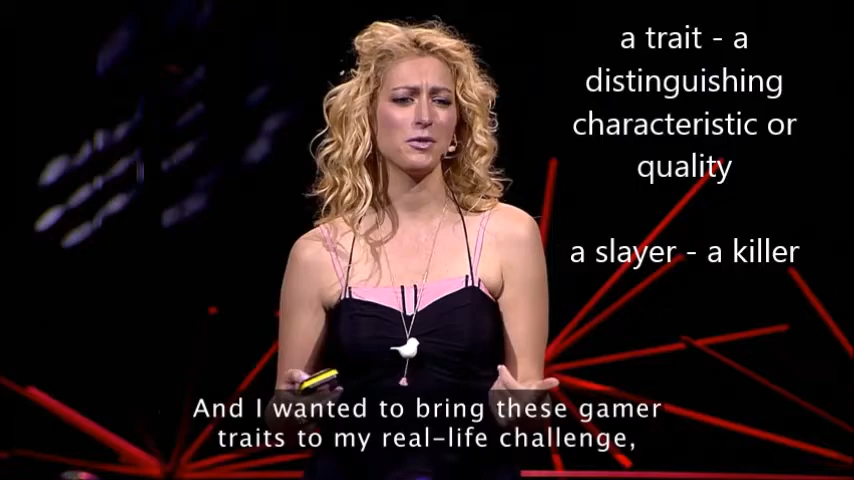 a trait - a
distinguishing
characteristic or
quality
a slayer - a killer
And I wanted to bring these gamer
traits to my real-life challenge,